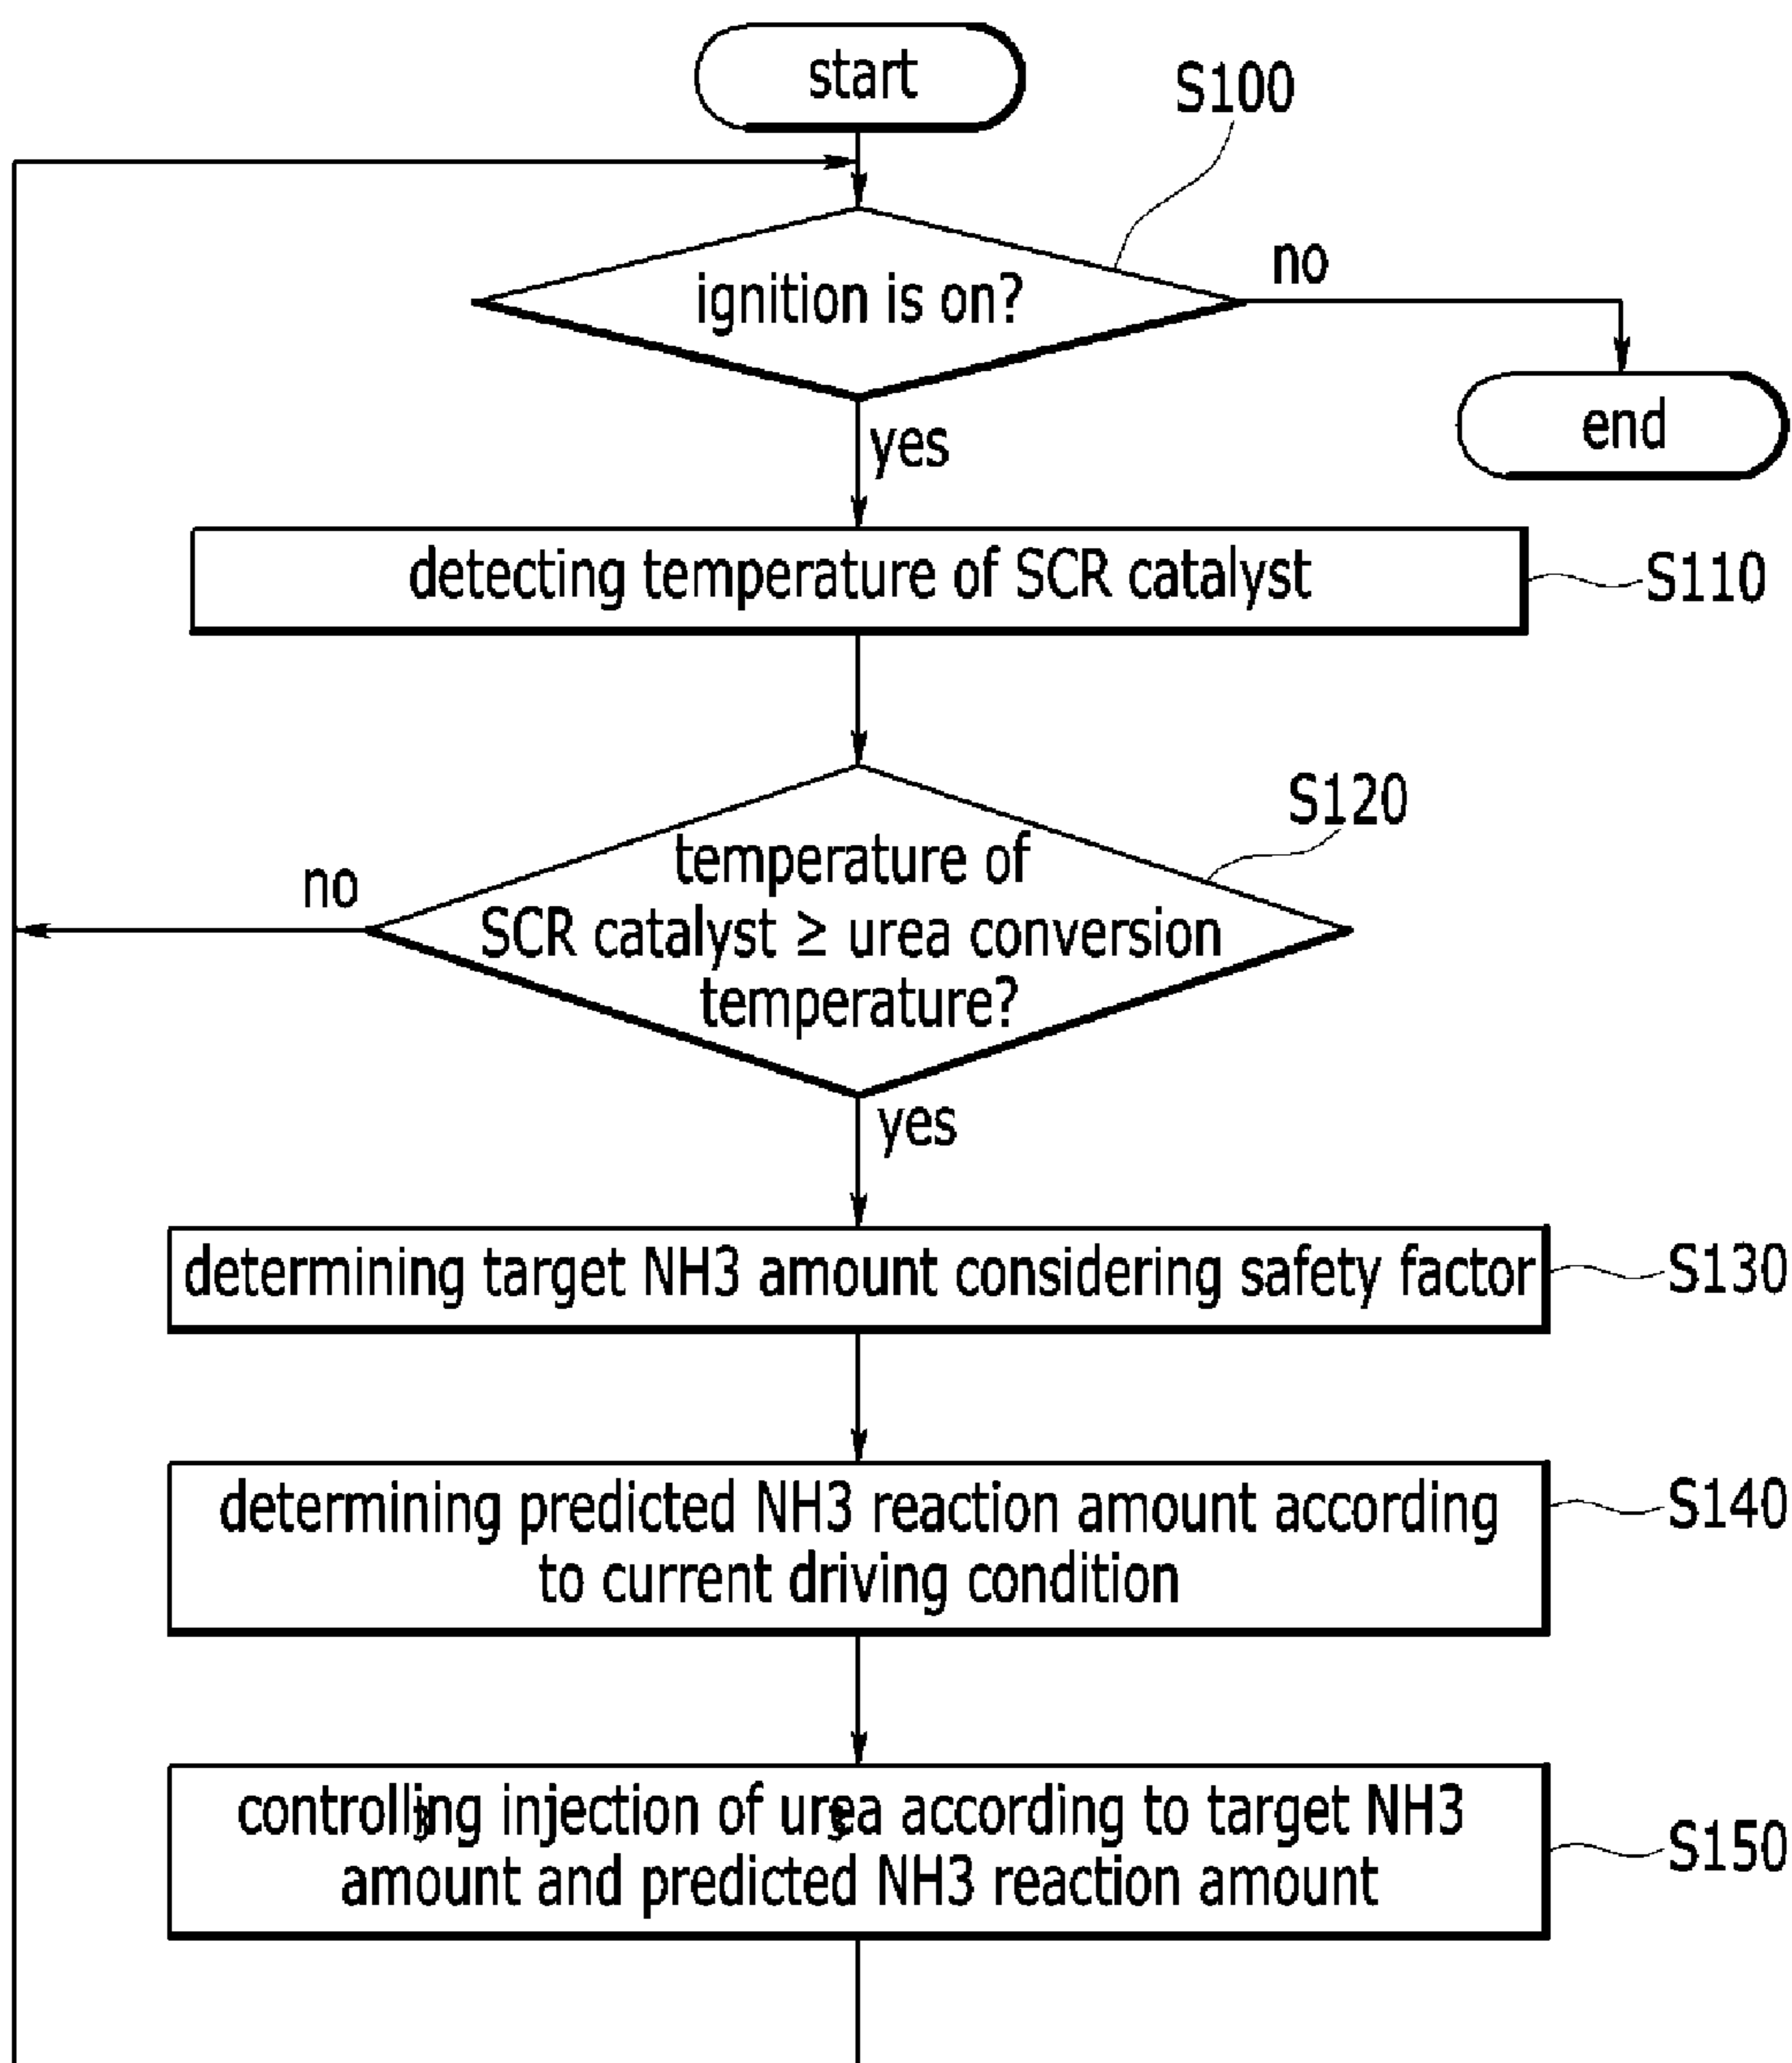 start
S100
ignition is on?
no
end
yes
detecting temperature of SCR catalyst
S110
S120
temperature of
no
SCR catalyst ≥ urea conversion
temperature?
yes
determining target NH3 amount considering safety factor
S130
determining predicted NH3 reaction amount according
S140
to current driving condition
controlling injection of urea according to target NH3
S150
amount and predicted NH3 reaction amount